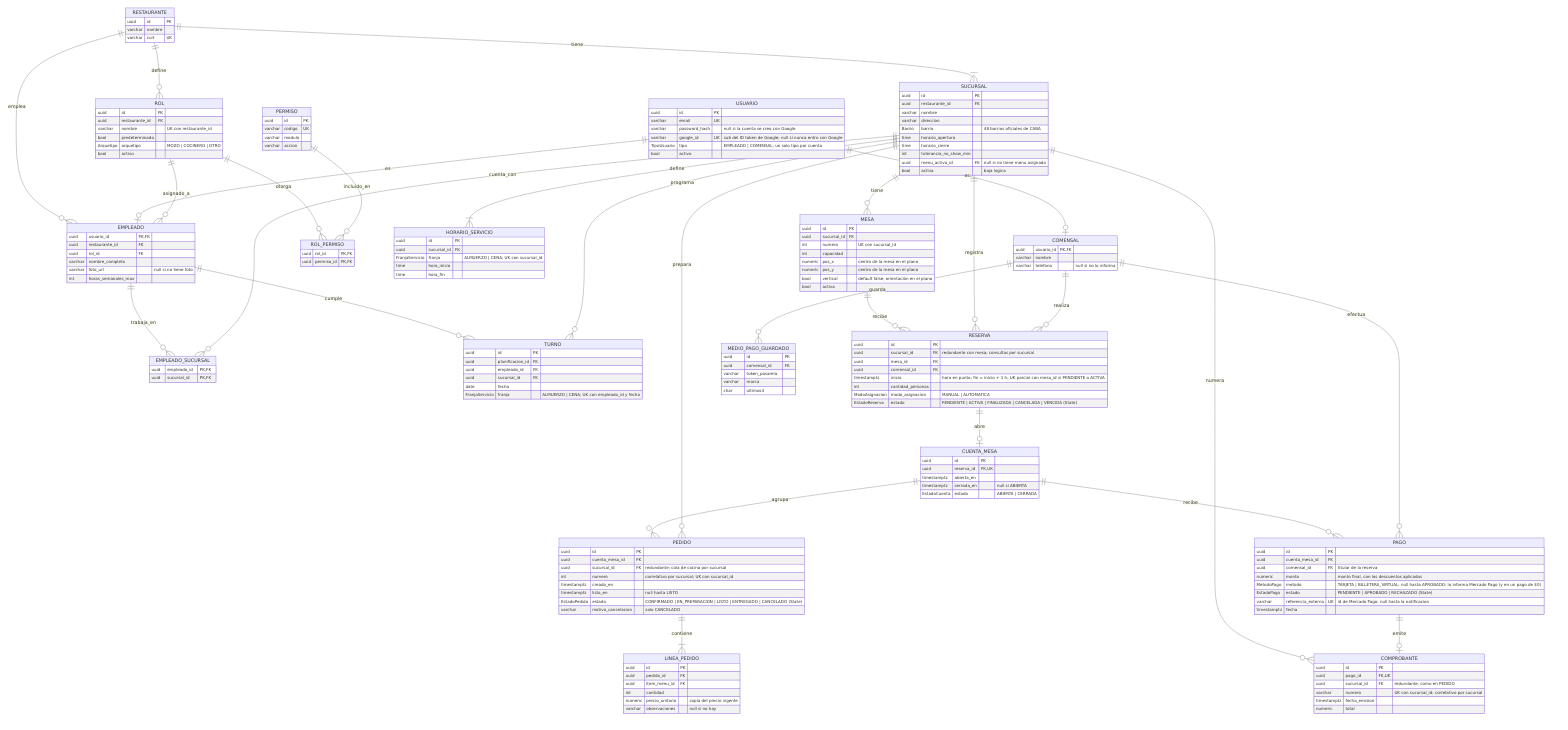 RESTAURANTE
uuid id PK
varchar nombre
varchar cuit UK
tiene
emplea
define
ROL
uuid id PK
uuid restaurante_id FK
varchar nombre UK con restaurante_id
bool predeterminado
Arquetipo arquetipo MOZO | COCINERO | OTRO
bool activo
PERMISO
uuid id PK
varchar codigo UK
varchar modulo
varchar accion
USUARIO
uuid id PK
varchar email UK
varchar password_hash null si la cuenta se creo con Google
varchar google_id UK sub del ID token de Google; null si nunca entro con Google
TipoUsuario tipo EMPLEADO | COMENSAL; un solo tipo por cuenta
bool activo
SUCURSAL
uuid id PK
uuid restaurante_id FK
varchar nombre
varchar direccion
Barrio barrio 48 barrios oficiales de CABA
time horario_apertura
time horario_cierre
int tolerancia_no_show_min
uuid menu_activo_id FK null si no tiene menu asignado
bool activa baja logica
asignado_a
otorga
incluido_en
es
cuenta_con
define
programa
es
tiene
EMPLEADO
uuid usuario_id PK,FK
uuid restaurante_id FK
uuid rol_id FK
varchar nombre_completo
varchar foto_url null si no tiene foto
int horas_semanales_max
ROL_PERMISO
uuid rol_id PK,FK
uuid permiso_id PK,FK
HORARIO_SERVICIO
uuid id PK
uuid sucursal_id FK
FranjaServicio franja ALMUERZO | CENA; UK con sucursal_id
time hora_inicio
time hora_fin
MESA
uuid id PK
uuid sucursal_id FK
int numero UK con sucursal_id
int capacidad
numeric pos_x centro de la mesa en el plano
numeric pos_y centro de la mesa en el plano
bool vertical default false; orientación en el plano
bool activa
COMENSAL
uuid usuario_id PK,FK
varchar nombre
varchar telefono null si no lo informa
prepara
registra
guarda
recibe
realiza
efectua
numera
trabaja_en
cumple
EMPLEADO_SUCURSAL
uuid empleado_id PK,FK
uuid sucursal_id PK,FK
TURNO
uuid id PK
uuid planificacion_id FK
uuid empleado_id FK
uuid sucursal_id FK
date fecha
FranjaServicio franja ALMUERZO | CENA; UK con empleado_id y fecha
MEDIO_PAGO_GUARDADO
uuid id PK
uuid comensal_id FK
varchar token_pasarela
varchar marca
char ultimos4
RESERVA
uuid id PK
uuid sucursal_id FK redundante con mesa; consultas por sucursal
uuid mesa_id FK
uuid comensal_id FK
timestamptz inicio hora en punto; fin = inicio + 1 h; UK parcial con mesa_id si PENDIENTE o ACTIVA
int cantidad_personas
ModoAsignacion modo_asignacion MANUAL | AUTOMATICA
EstadoReserva estado PENDIENTE | ACTIVA | FINALIZADA | CANCELADA | VENCIDA (State)
abre
CUENTA_MESA
uuid id PK
uuid reserva_id FK,UK
timestamptz abierta_en
timestamptz cerrada_en null si ABIERTA
EstadoCuenta estado ABIERTA | CERRADA
agrupa
recibe
PEDIDO
uuid id PK
uuid cuenta_mesa_id FK
uuid sucursal_id FK redundante; cola de cocina por sucursal
int numero correlativo por sucursal; UK con sucursal_id
timestamptz creado_en
timestamptz listo_en null hasta LISTO
EstadoPedido estado CONFIRMADO | EN_PREPARACION | LISTO | ENTREGADO | CANCELADO (State)
varchar motivo_cancelacion solo CANCELADO
PAGO
uuid id PK
uuid cuenta_mesa_id FK
uuid comensal_id FK titular de la reserva
numeric monto monto final, con los descuentos aplicados
MetodoPago metodo TARJETA | BILLETERA_VIRTUAL; null hasta APROBADO: lo informa Mercado Pago (y en un pago de $0)
EstadoPago estado PENDIENTE | APROBADO | RECHAZADO (State)
varchar referencia_externa UK id de Mercado Pago; null hasta la notificacion
timestamptz fecha
contiene
emite
LINEA_PEDIDO
uuid id PK
uuid pedido_id FK
uuid item_menu_id FK
int cantidad
numeric precio_unitario copia del precio vigente
varchar observaciones null si no hay
COMPROBANTE
uuid id PK
uuid pago_id FK,UK
uuid sucursal_id FK redundante, como en PEDIDO
varchar numero UK con sucursal_id; correlativo por sucursal
timestamptz fecha_emision
numeric total